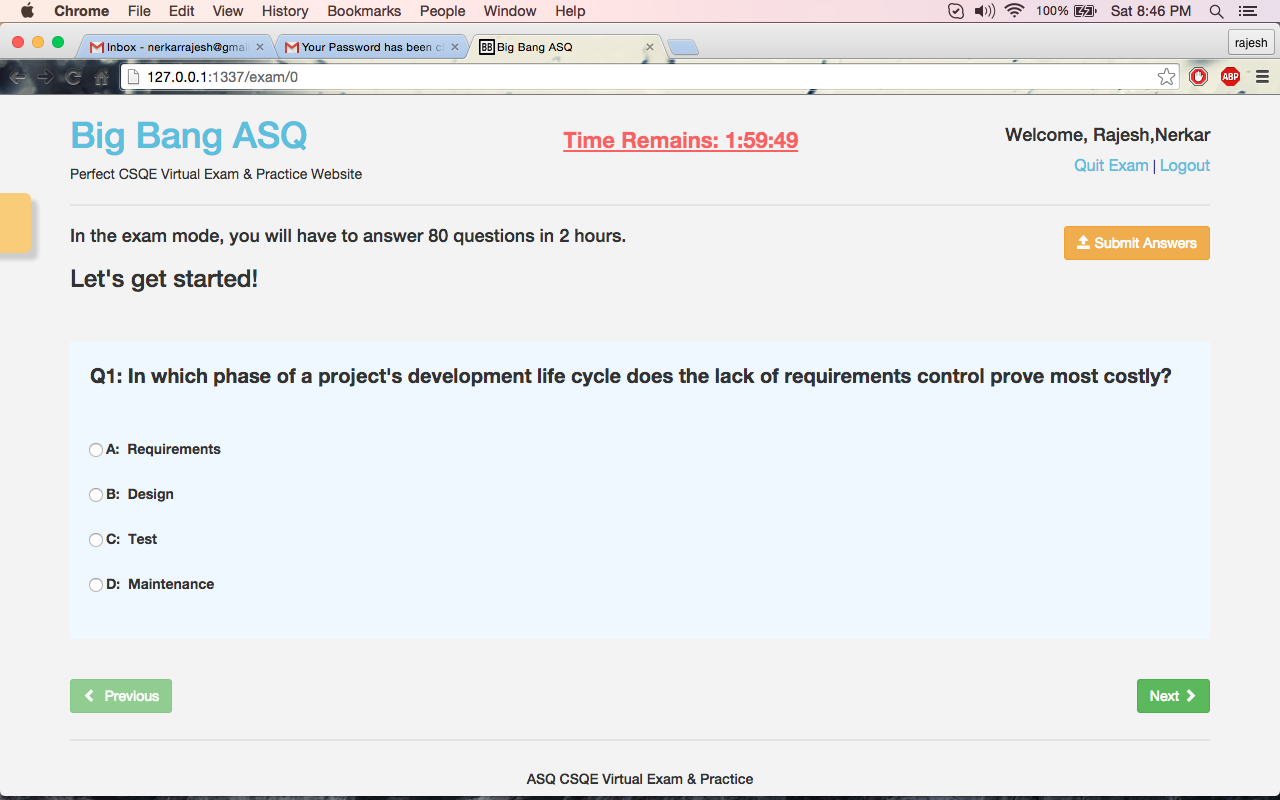 Chrome File Edit View History Bookmarks People Window Help 100% Sat 8:46 PM
Inbox - nerkarrajesh@gmai Your Password has been c BB Big Bang ASQ rajesh
127.0.0.1:1337/exam/0 ABP
Big Bang ASQ
Time Remains: 1:59:49
Welcome, Rajesh,Nerkar
Perfect CSQE Virtual Exam & Practice Website
Quit Exam | Logout
In the exam mode, you will have to answer 80 questions in 2 hours.
Submit Answers
Let's get started!
Q1: In which phase of a project's development life cycle does the lack of requirements control prove most costly?
A: Requirements
B: Design
C: Test
D: Maintenance
Previous
Next
ASQ CSQE Virtual Exam & Practice